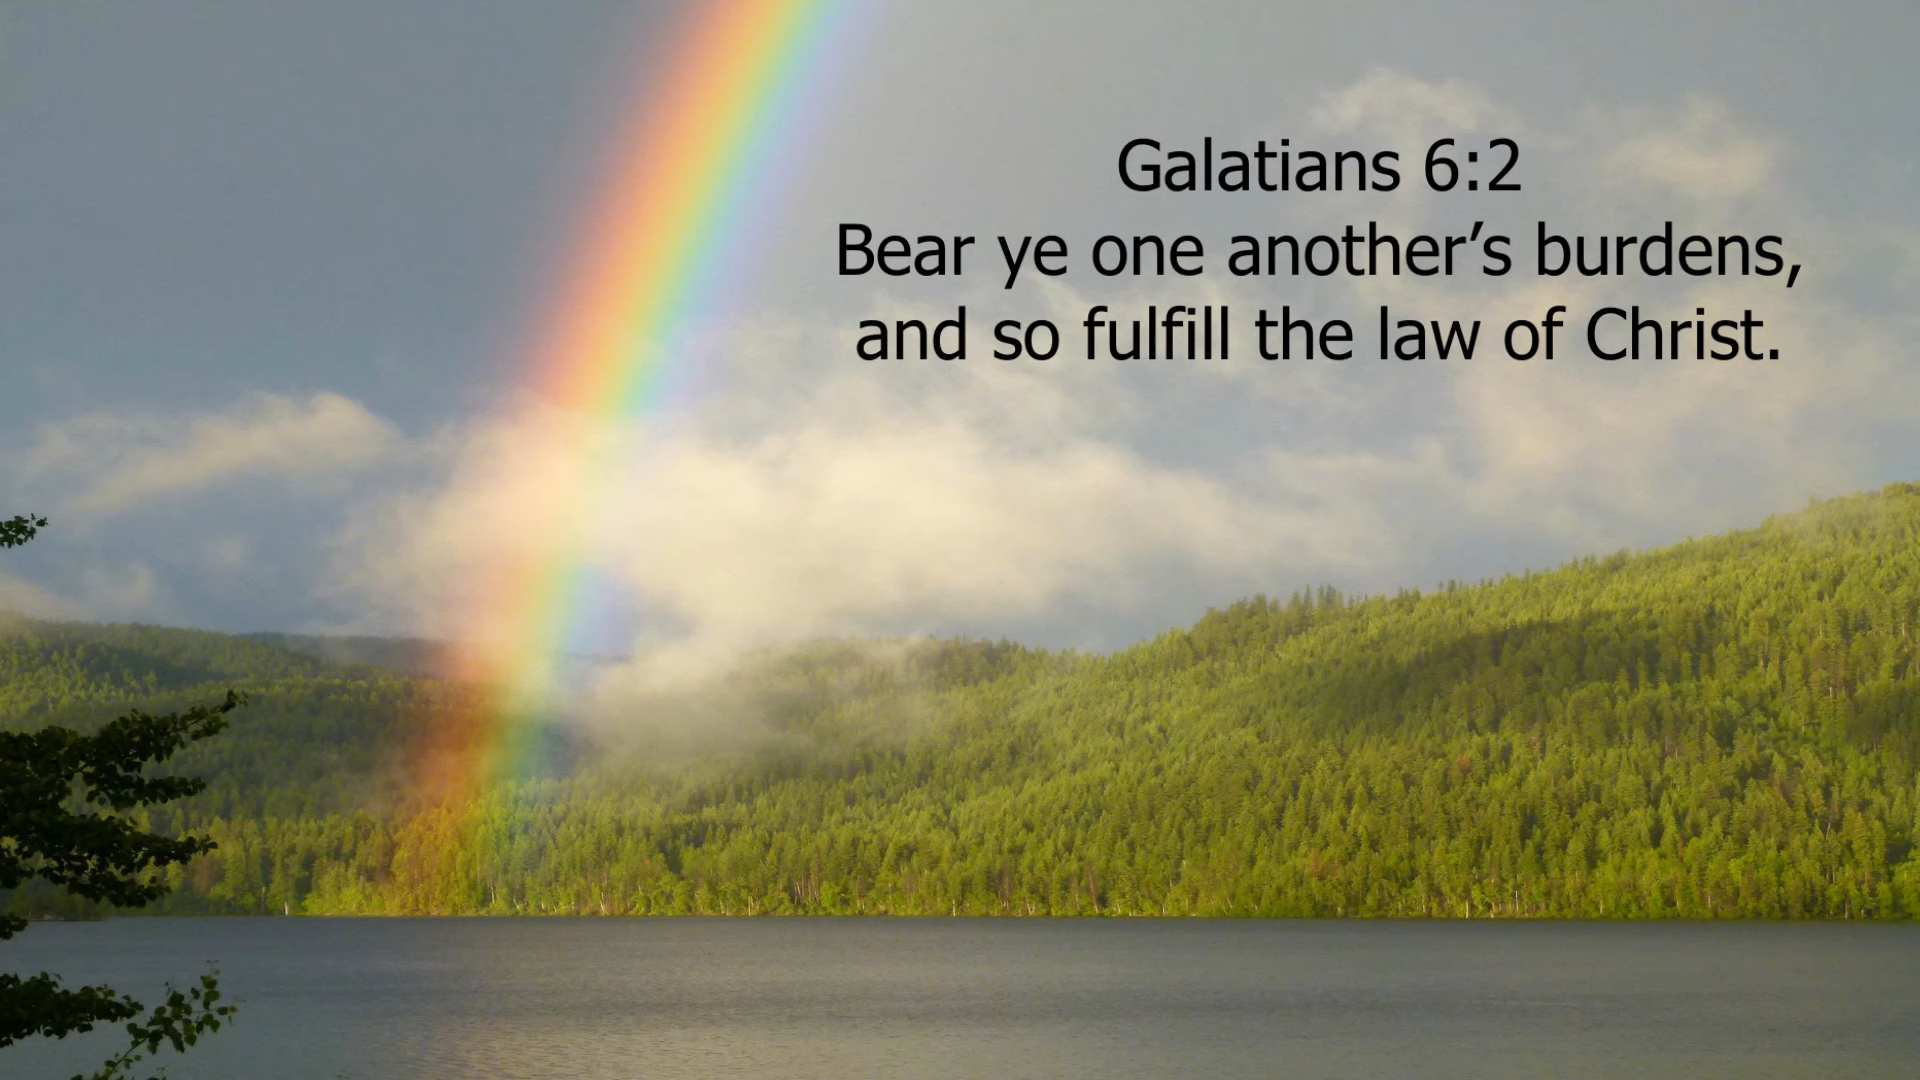 Galatians 6:2
Bear ye one another’s burdens,
and so fulfill the law of Christ.